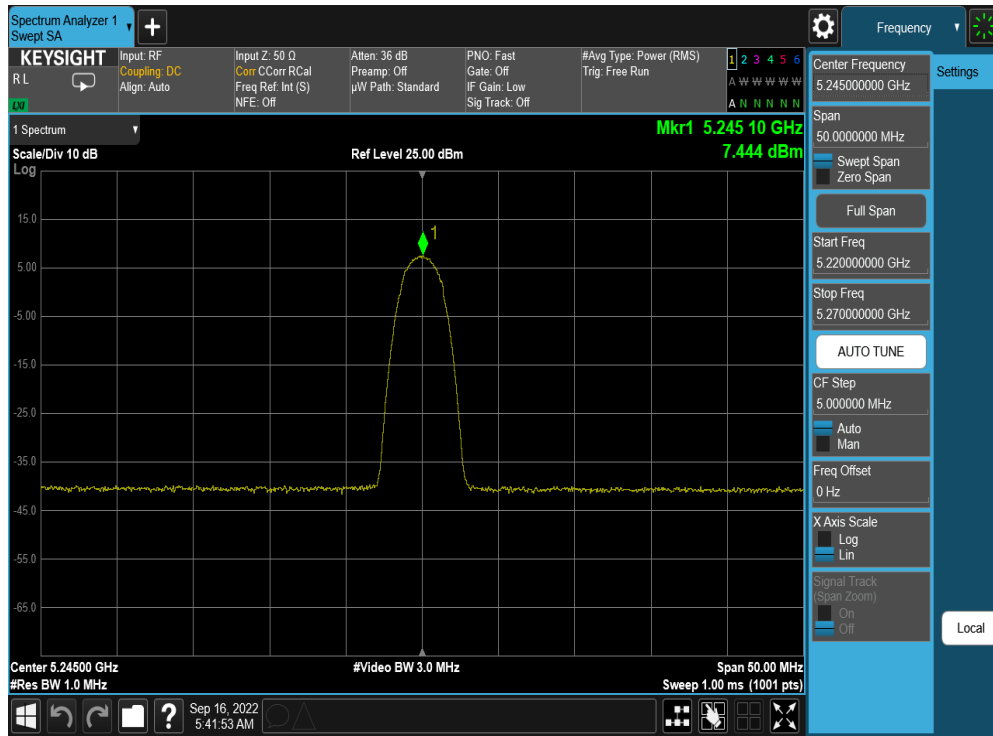 Spectrum Analyzer 1
Swept SA
Frequency
KEYSIGHT
R L
LXI
Input: RF
Coupling: DC
Align: Auto
Input Z: 50 Ω
Corr CCorr RCal
Freq Ref: Int (S)
NFE: Off
Atten: 36 dB
Preamp: Off
µW Path: Standard
PNO: Fast
Gate: Off
IF Gain: Low
Sig Track: Off
#Avg Type: Power (RMS)
Trig: Free Run
1 2 3 4 5 6
A W W W W W
A N N N N N
1 Spectrum
Scale/Div 10 dB
Log
Ref Level 25.00 dBm
Mkr1 5.245 10 GHz
7.444 dBm
1
15.0
5.00
-5.00
-15.0
-25.0
-35.0
-45.0
-55.0
-65.0
Center 5.24500 GHz
#Res BW 1.0 MHz
#Video BW 3.0 MHz
Span 50.00 MHz
Sweep 1.00 ms (1001 pts)
?
Sep 16, 2022
5:41:53 AM
Center Frequency
5.245000000 GHz
Span
50.0000000 MHz
Swept Span
Zero Span
Full Span
Start Freq
5.220000000 GHz
Stop Freq
5.270000000 GHz
AUTO TUNE
CF Step
5.000000 MHz
Auto
Man
Freq Offset
0 Hz
X Axis Scale
Log
Lin
Signal Track
(Span Zoom)
On
Off
Settings
Local